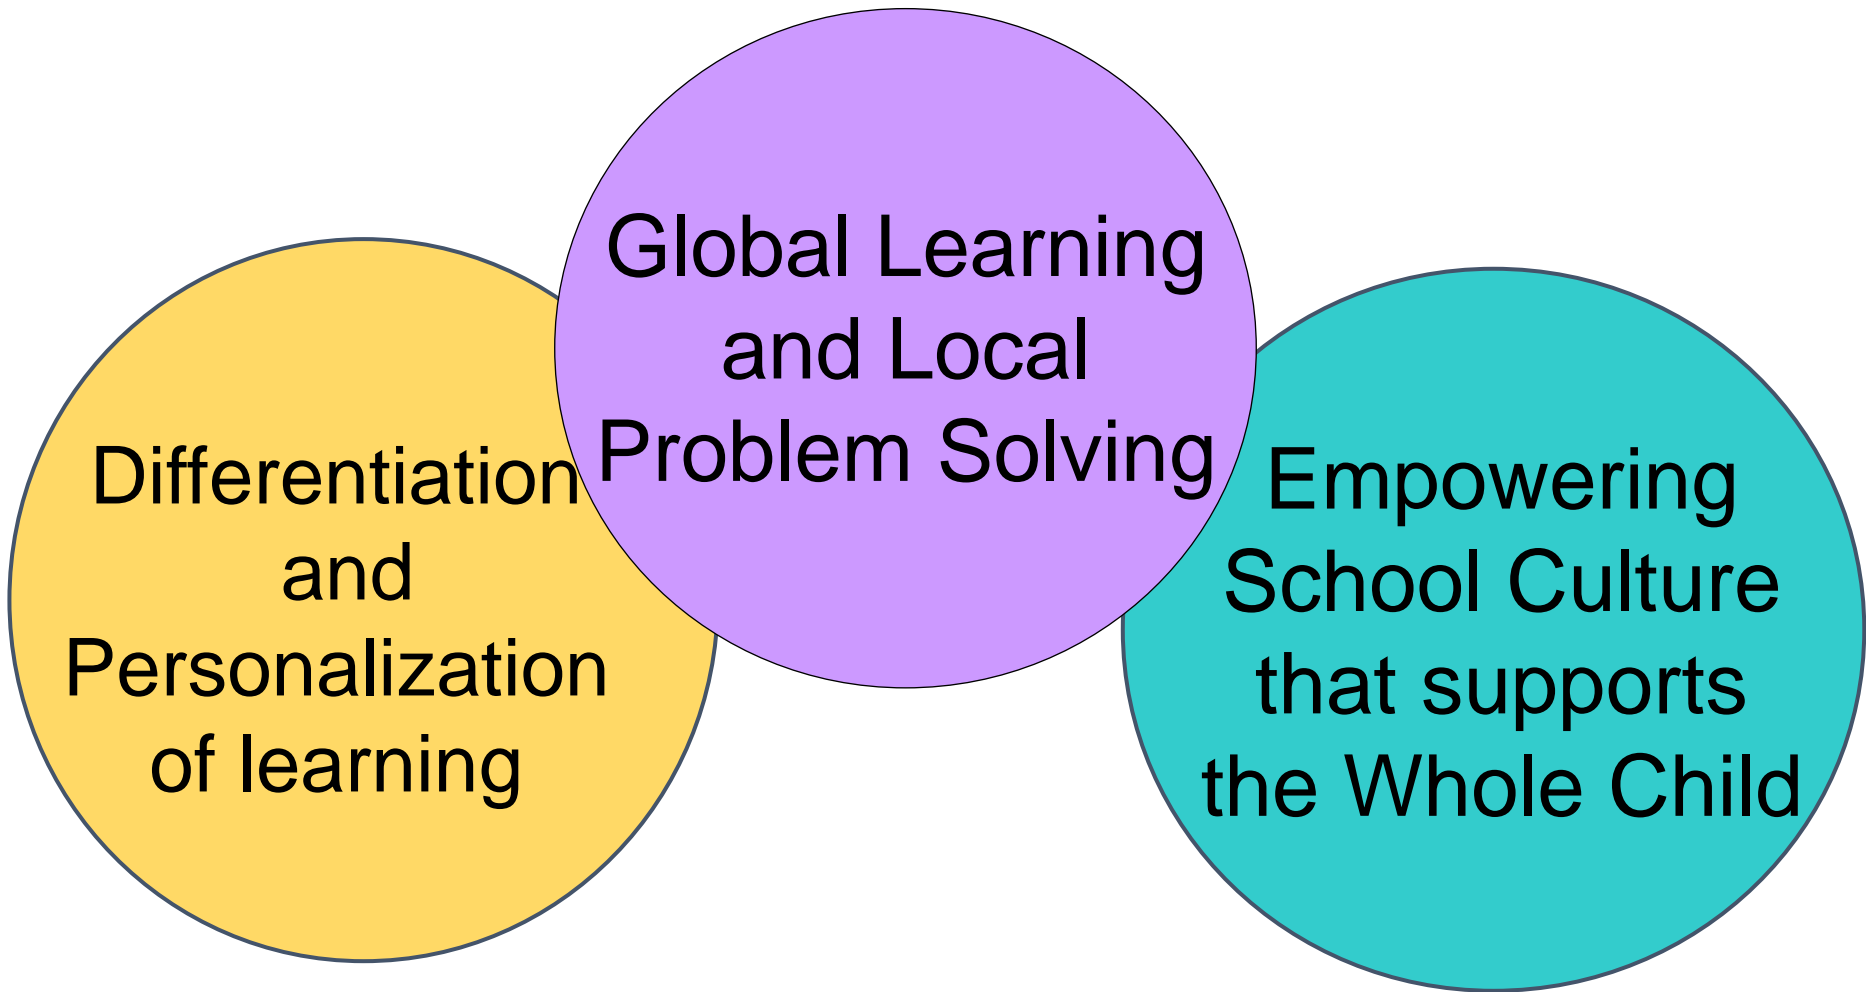 Differentiation
and
Personalization
of learning
Global Learning
and Local
Problem Solving
Empowering
School Culture
that supports
the Whole Child